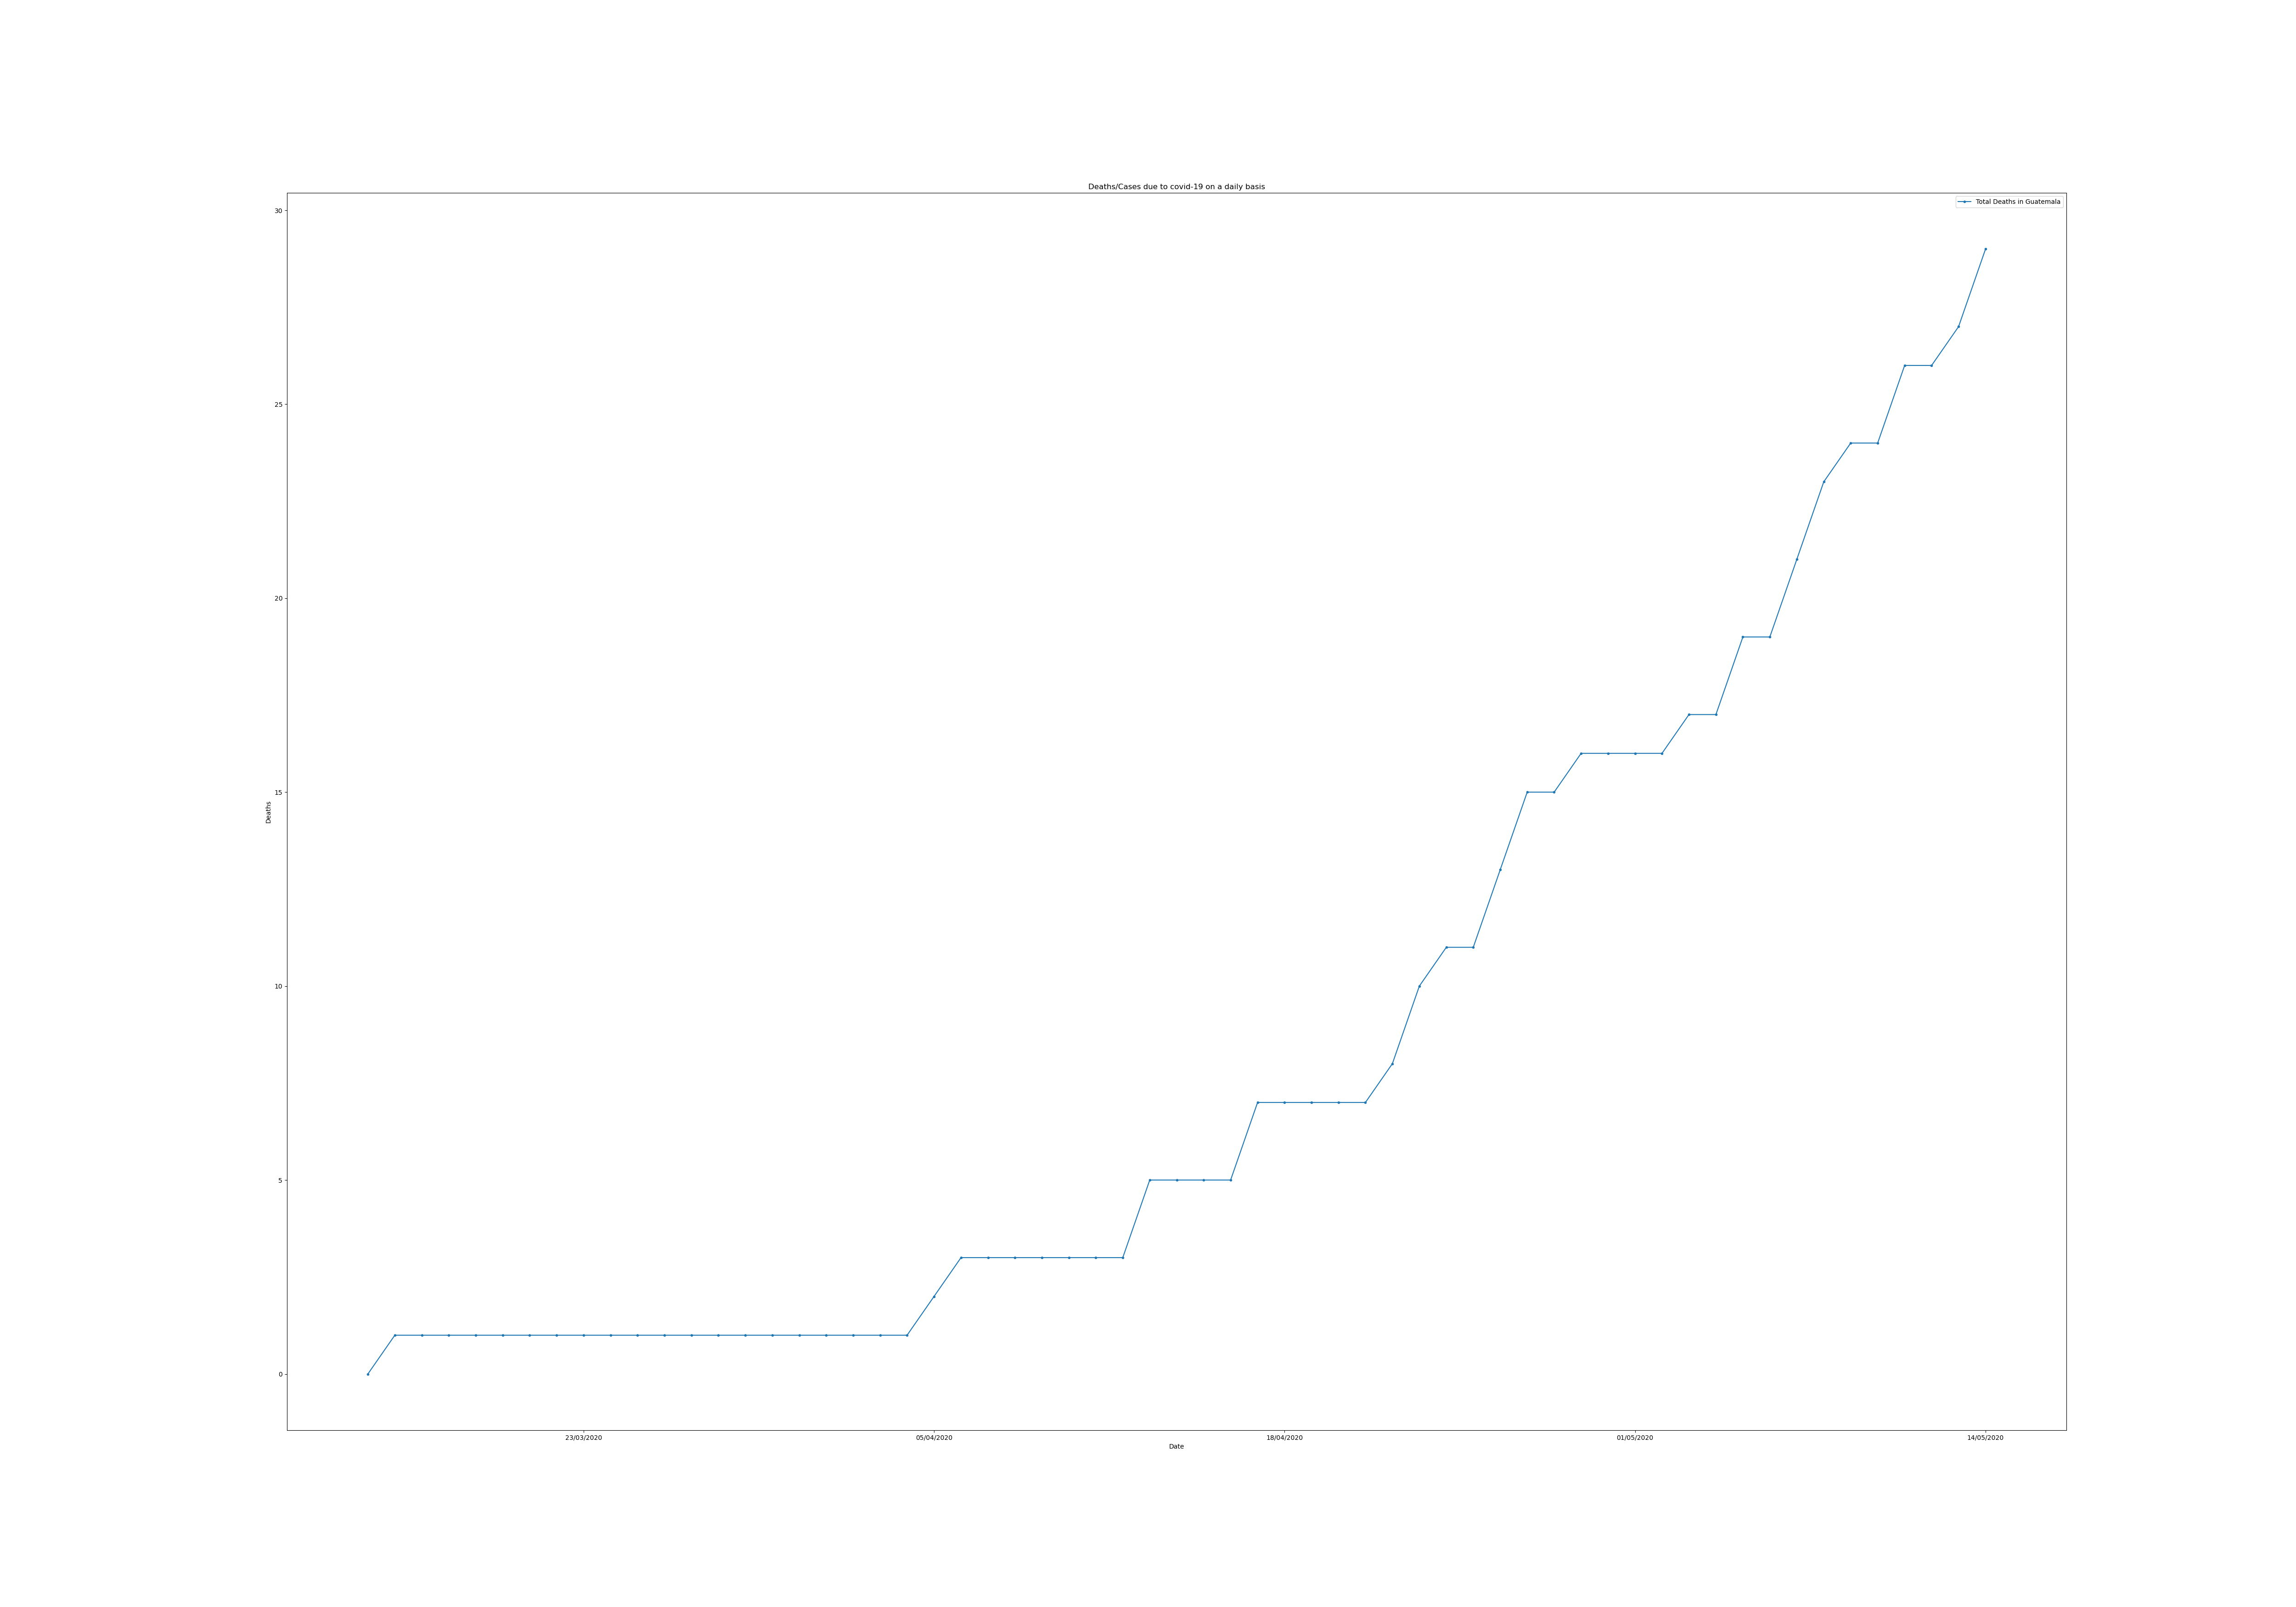 Deaths/Cases due to covid-19 on a daily basis
Total Deaths in Guatemala
30
25
20
15
10
5
0
Deaths
23/03/2020 05/04/2020 18/04/2020 01/05/2020 14/05/2020
Date